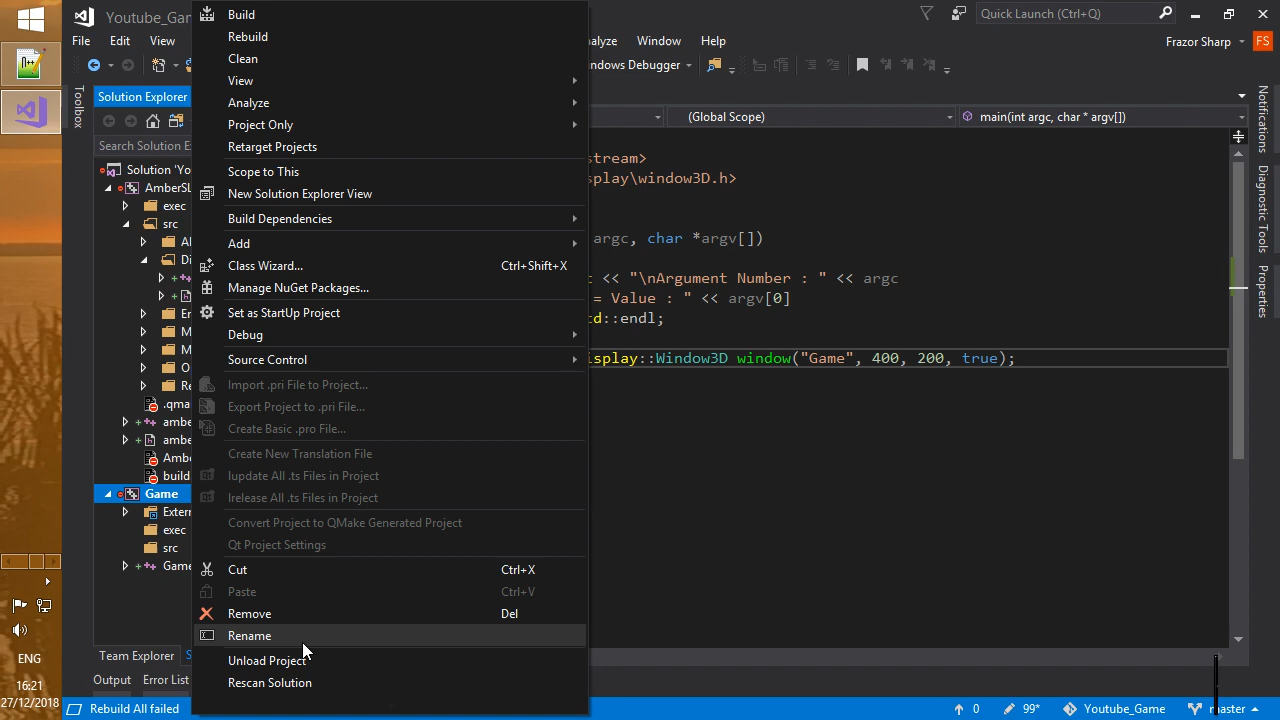 Youtube_Gam
Quick Launch (Ctrl+Q)
File Edit View
nalyze Window Help
Frazor Sharp
FS
ndows Debugger
Toolbox
Solution Explorer
Search Solution E
Solution 'Yo
AmberSL
exec
src
Al
Di
En
M
M
O
Re
.qma
ambe
ambe
Ambe
build
Game
Extern
exec
src
Game
Team Explorer
S
Output Error List
Build
Rebuild
Clean
View
Analyze
Project Only
Retarget Projects
Scope to This
New Solution Explorer View
Build Dependencies
Add
Class Wizard... Ctrl+Shift+X
Manage NuGet Packages...
Set as StartUp Project
Debug
Source Control
Import .pri File to Project...
Export Project to .pri File...
Create Basic .pro File...
Create New Translation File
lupdate All .ts Files in Project
lrelease All .ts Files in Project
Convert Project to QMake Generated Project
Qt Project Settings
Cut Ctrl+X
Paste Ctrl+V
Remove Del
Rename
Unload Project
Rescan Solution
(Global Scope)
main(int argc, char * argv[])
stream>
splay\window3D.h>
argc, char *argv[])
t << "\nArgument Number : " << argc
= Value : " << argv[0]
td::endl;
isplay::Window3D window("Game", 400, 200, true);
Notifications
Diagnostic Tools
Properties
ENG
16:21
27/12/2018
Rebuild All failed
0
99*
Youtube_Game
master